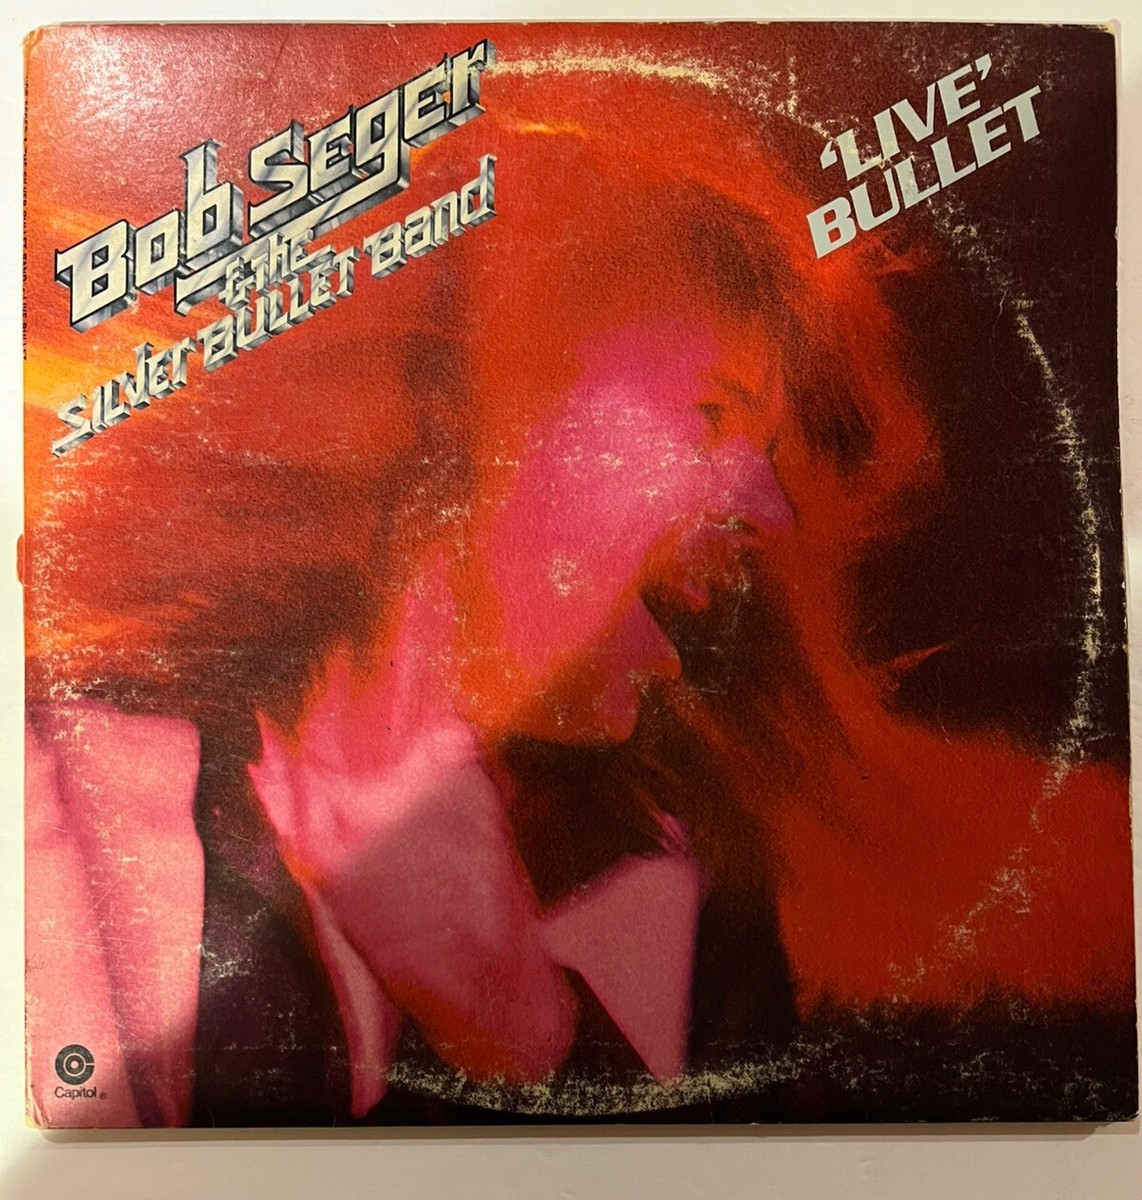 Bob Seger
& The
Silver Bullet Band
'LIVE'
BULLET
Capitol®